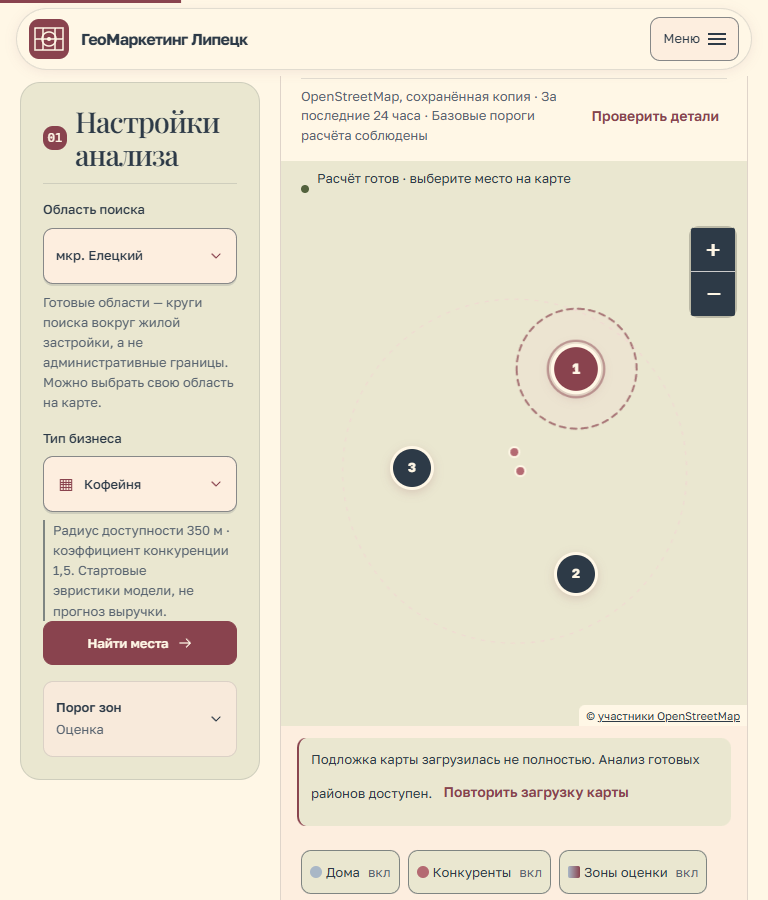 ГеоМаркетинг Липецк
Меню
01
Настройки
анализа
Область поиска
мкр. Елецкий
Готовые области — круги
поиска вокруг жилой
застройки, а не
административные границы.
Можно выбрать свою область
на карте.
Тип бизнеса
Кофейня
Радиус доступности 350 м ·
коэффициент конкуренции
1,5. Стартовые
эвристики модели, не
прогноз выручки.
Найти места →
Порог зон
Оценка
OpenStreetMap, сохранённая копия · За
последние 24 часа · Базовые пороги
расчёта соблюдены
Проверить детали
Расчёт готов · выберите место на карте
+
−
1
3
2
© участники OpenStreetMap
Подложка карты загрузилась не полностью. Анализ готовых
районов доступен. Повторить загрузку карты
Дома вкл
Конкуренты вкл
Зоны оценки вкл